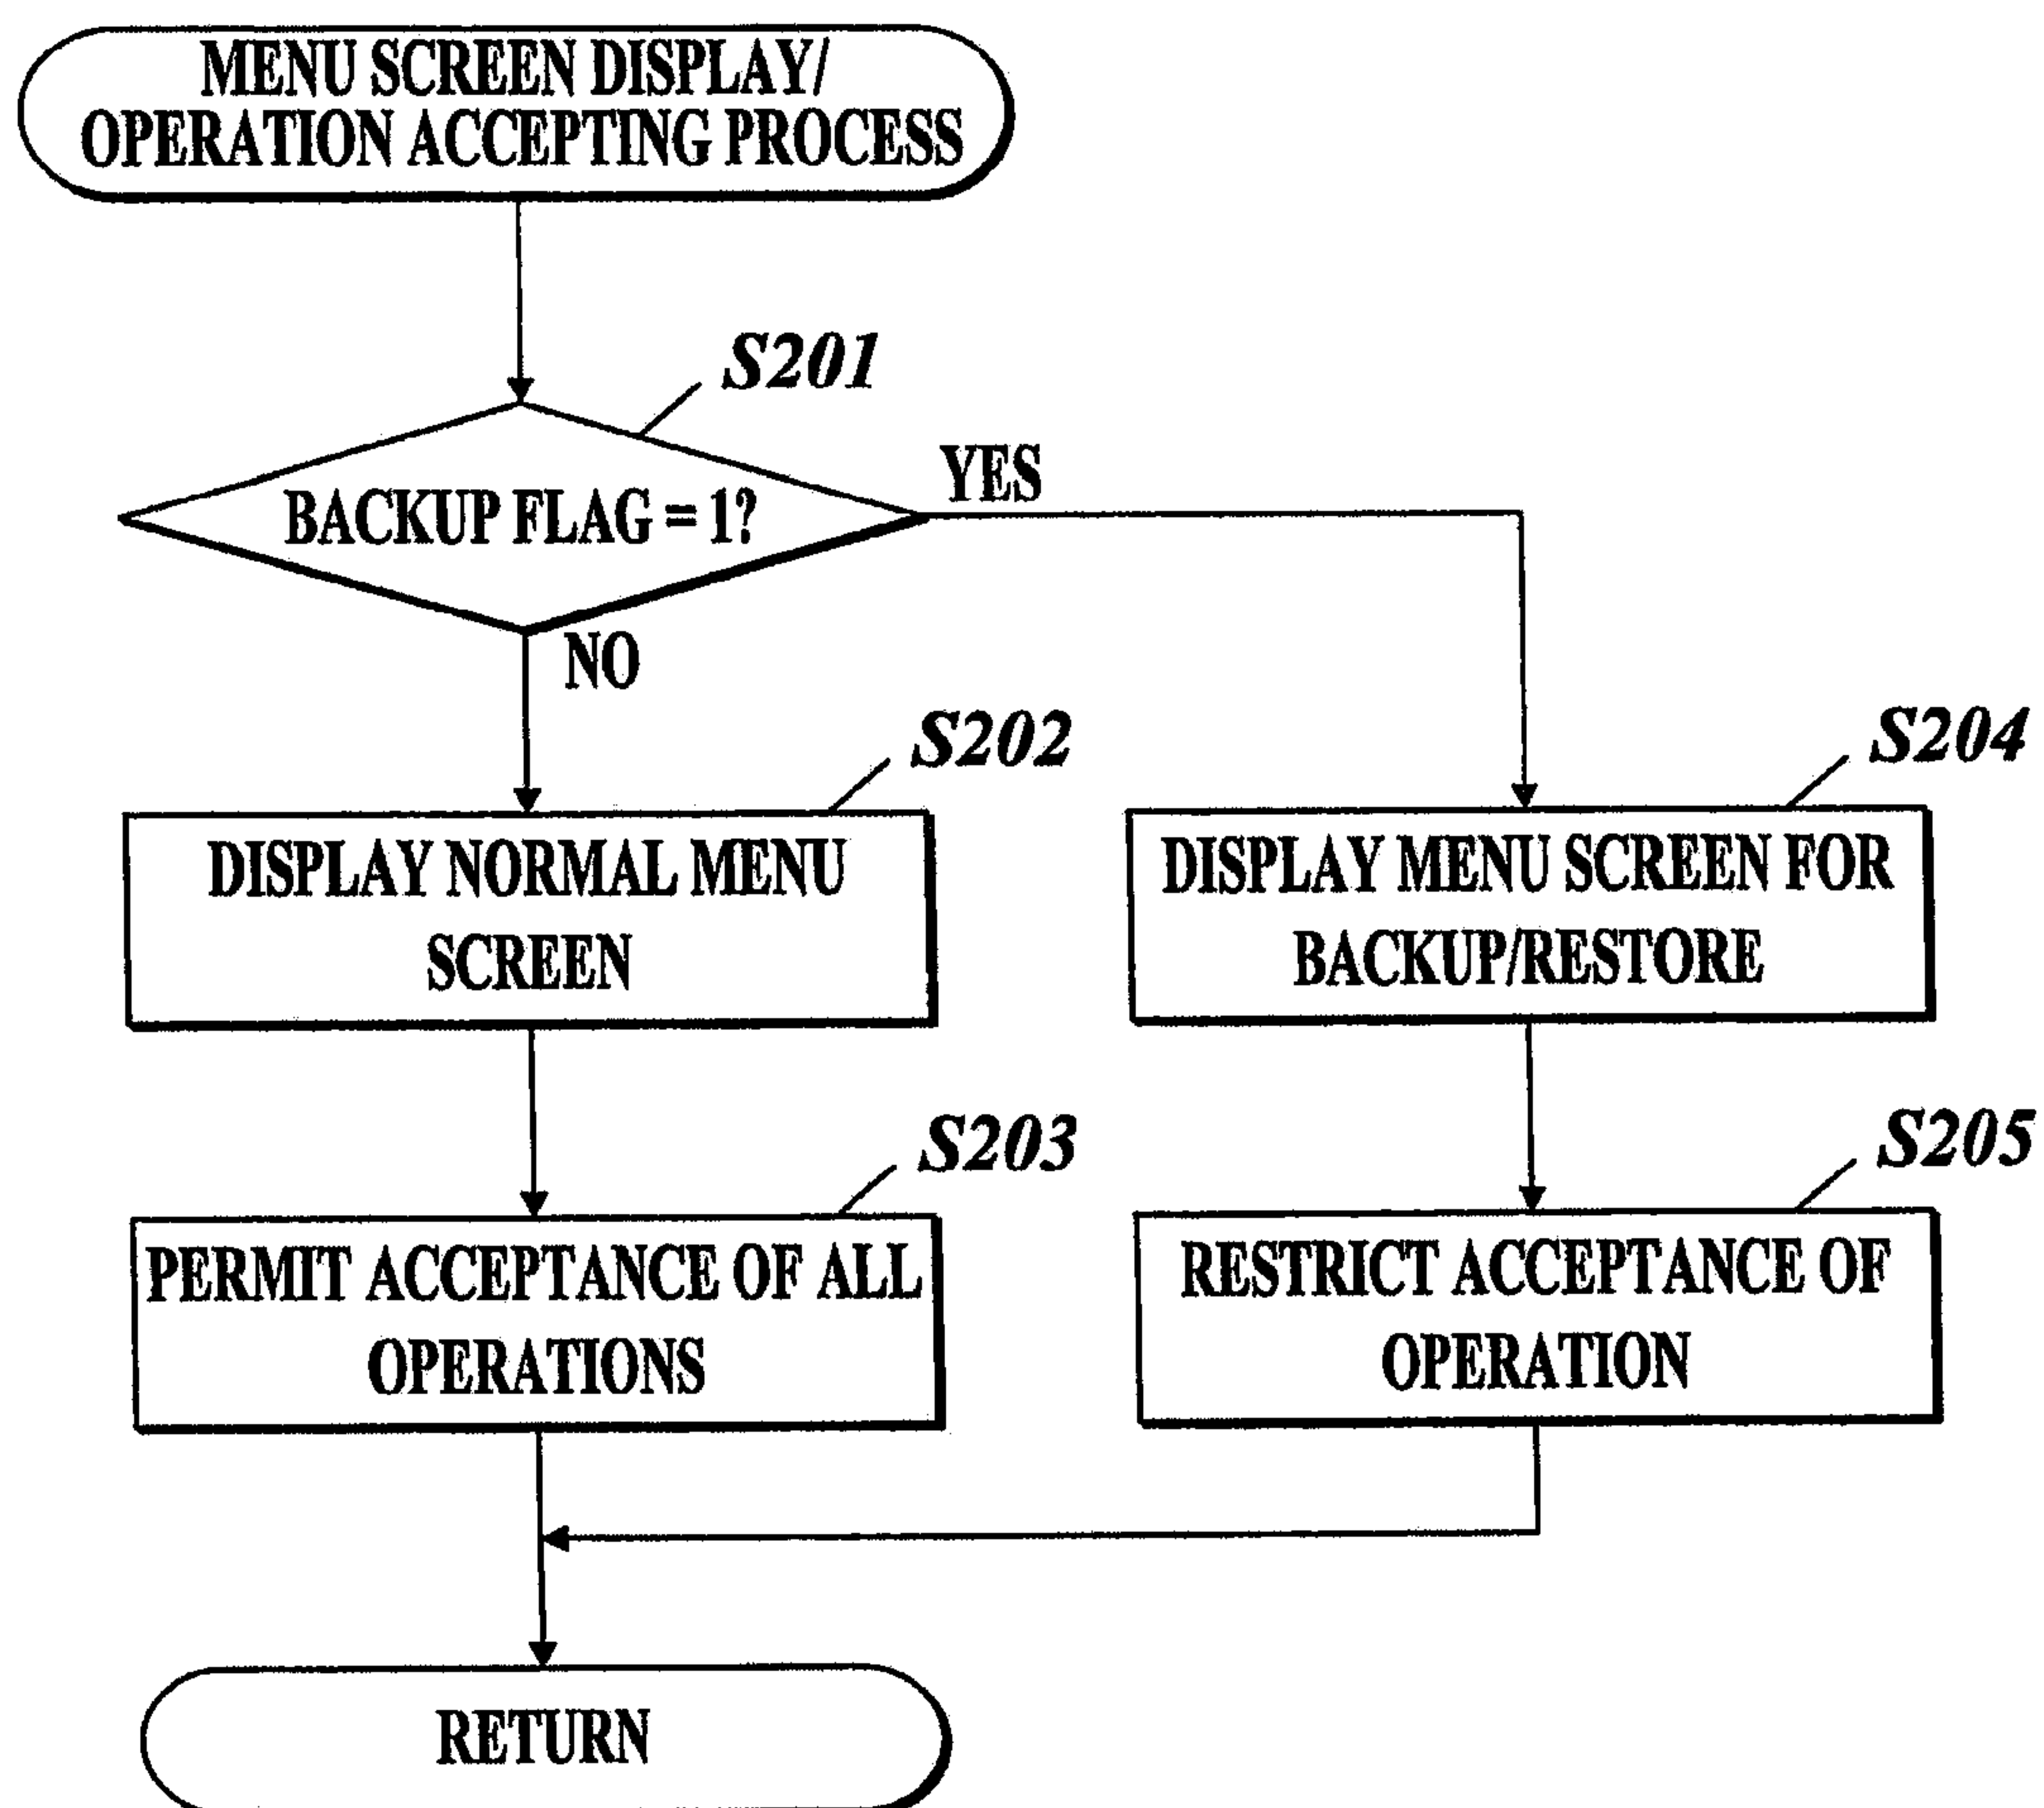 MENU SCREEN DISPLAY/
OPERATION ACCEPTING PROCESS
S201
BACKUP FLAG = 1?
YES
NO
S202
DISPLAY NORMAL MENU
SCREEN
S204
DISPLAY MENU SCREEN FOR
BACKUP/RESTORE
S203
PERMIT ACCEPTANCE OF ALL
OPERATIONS
S205
RESTRICT ACCEPTANCE OF
OPERATION
RETURN